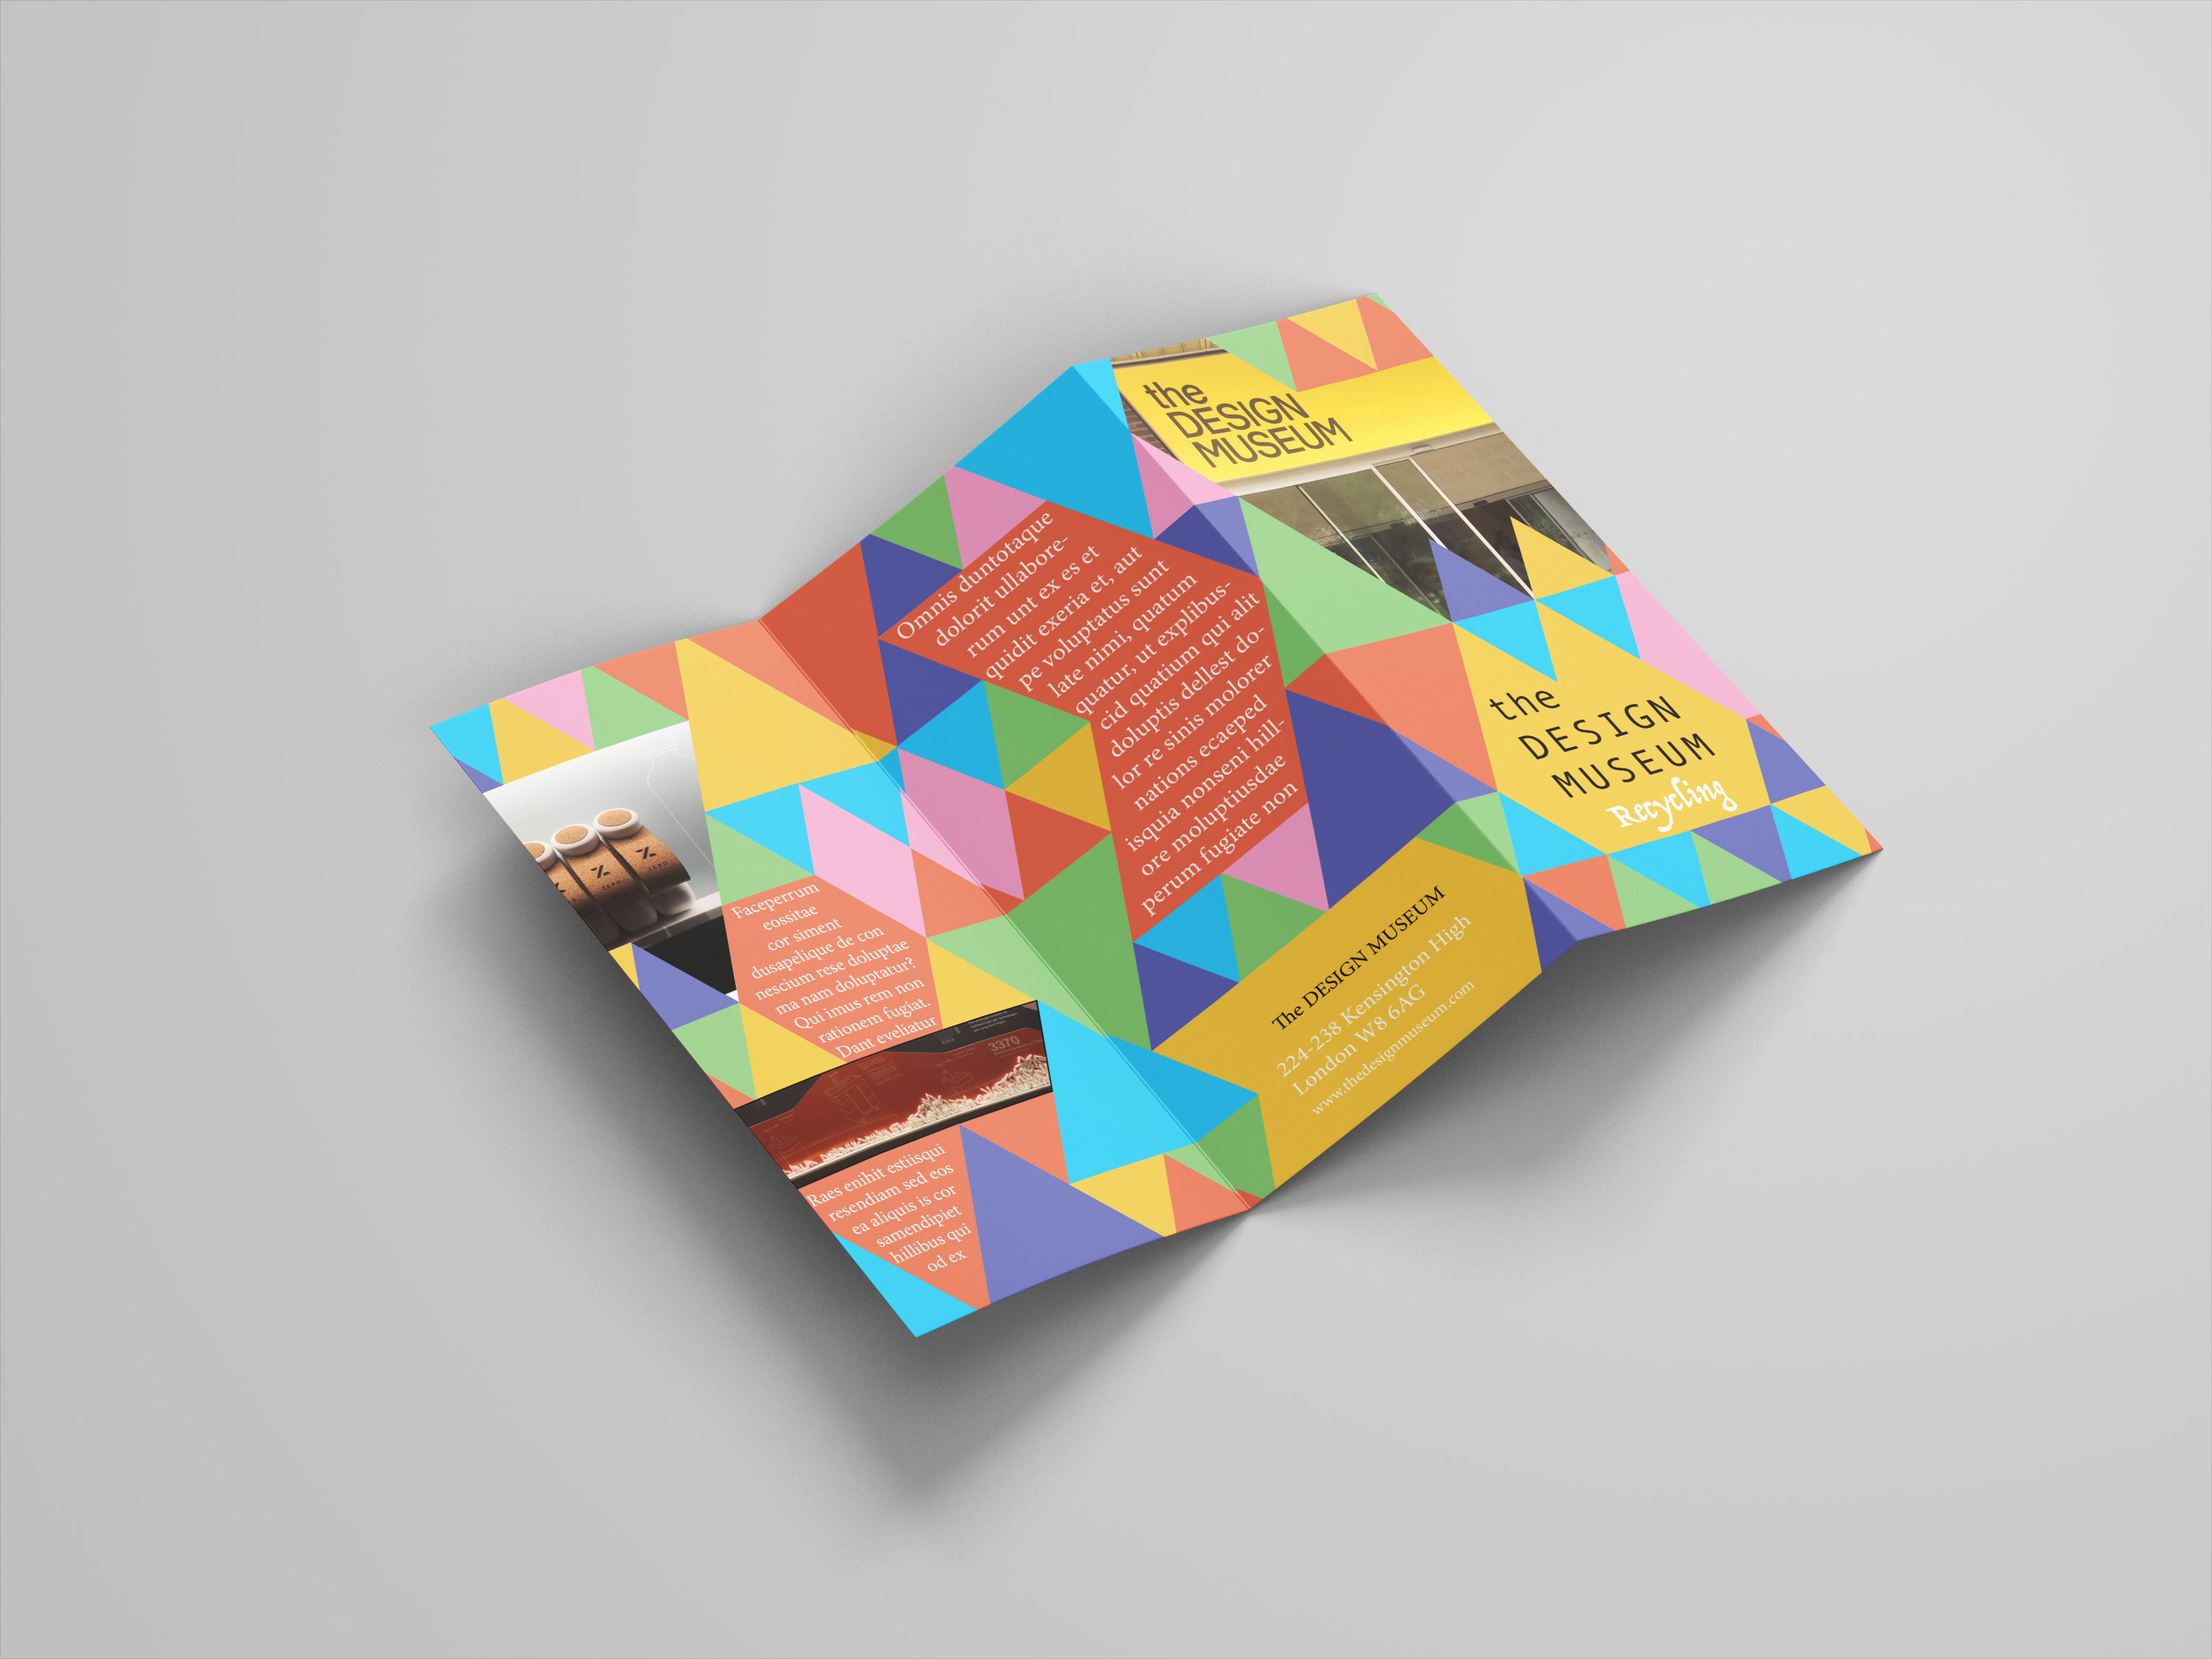 Faceperrum
eossitae
cor siment
dusapelique de con
nescium rese doluptae
ma nam doluptatur?
Qui imus rem non
rationem fugiat.
Dant eveliatur
3370
Raes enihit estiisqui
resendiam sed eos
ea aliquis is cor
samendipiet
hillibus qui
od ex
Omnis duntotaque
dolorit ullabore-
rum unt ex es et
quidit exeria et, aut
pe voluptatus sunt
late nimi, quatum
quatur, ut explibus-
cid quatium qui alit
doluptis dellest do-
lor re sinis molorer
nations ecaeped
isquia nonseni hill-
ore moluptiusdae
perum fugiate non
The DESIGN MUSEUM
224-238 Kensington High
London W8 6AG
www.thedesignmuseum.com
the
DESIGN
MUSEUM
the
DESIGN
MUSEUM
Recycling